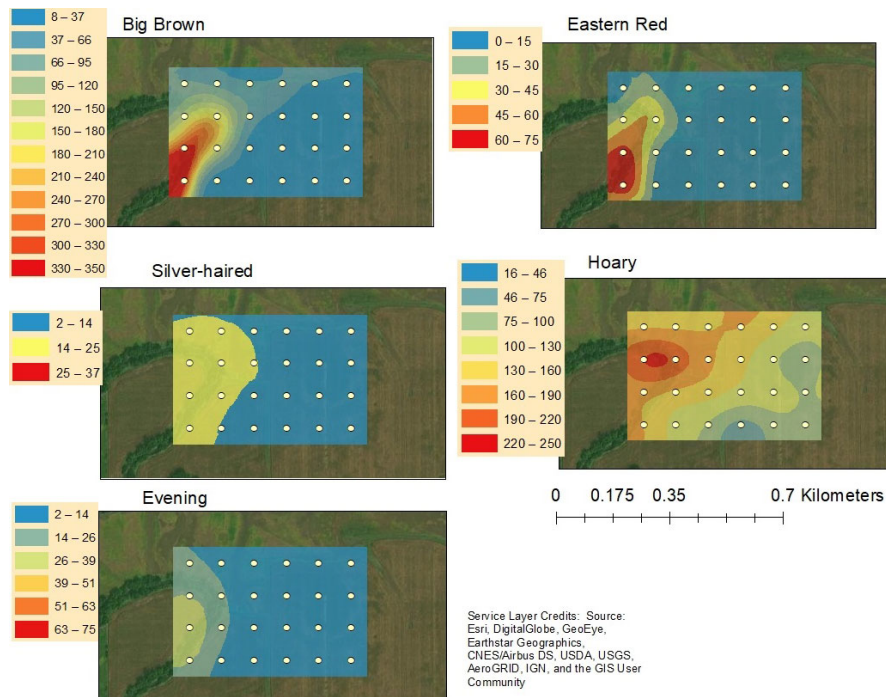 Big Brown
8 – 37
37 – 66
66 – 95
95 – 120
120 – 150
150 – 180
180 – 210
210 – 240
240 – 270
270 – 300
300 – 330
330 – 350
Eastern Red
0 – 15
15 – 30
30 – 45
45 – 60
60 – 75
Silver-haired
2 – 14
14 – 25
25 – 37
Hoary
16 – 46
46 – 75
75 – 100
100 – 130
130 – 160
160 – 190
190 – 220
220 – 250
0 0.175 0.35 0.7 Kilometers
Evening
2 – 14
14 – 26
26 – 39
39 – 51
51 – 63
63 – 75
Service Layer Credits: Source:
Esri, DigitalGlobe, GeoEye,
Earthstar Geographics,
CNES/Airbus DS, USDA, USGS,
AeroGRID, IGN, and the GIS User
Community